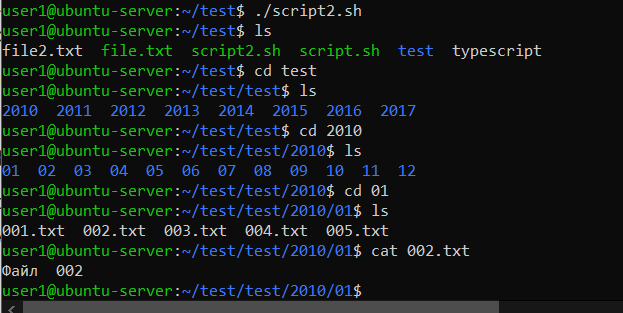 user1@ubuntu-server:~/test$ ./script2.sh
user1@ubuntu-server:~/test$ ls
file2.txt  file.txt  script2.sh  script.sh  test  typescript
user1@ubuntu-server:~/test$ cd test
user1@ubuntu-server:~/test/test$ ls
2010  2011  2012  2013  2014  2015  2016  2017
user1@ubuntu-server:~/test/test$ cd 2010
user1@ubuntu-server:~/test/test/2010$ ls
01  02  03  04  05  06  07  08  09  10  11  12
user1@ubuntu-server:~/test/test/2010$ cd 01
user1@ubuntu-server:~/test/test/2010/01$ ls
001.txt  002.txt  003.txt  004.txt  005.txt
user1@ubuntu-server:~/test/test/2010/01$ cat 002.txt
Файл  002
user1@ubuntu-server:~/test/test/2010/01$